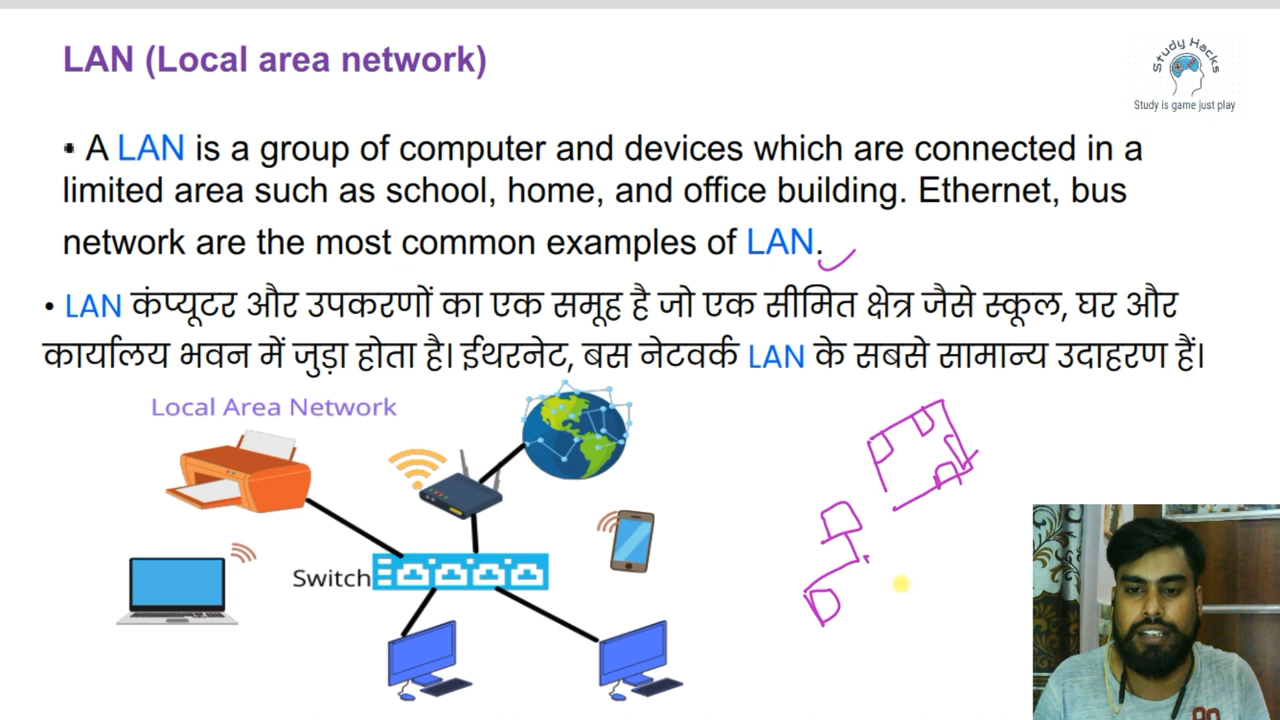 LAN (Local area network)
Study Hacks
Study is game just play
▪ A LAN is a group of computer and devices which are connected in a
limited area such as school, home, and office building. Ethernet, bus
network are the most common examples of LAN.
• LAN कंप्यूटर और उपकरणों का एक समूह है जो एक सीमित क्षेत्र जैसे स्कूल, घर और
कार्यालय भवन में जुड़ा होता है। ईथरनेट, बस नेटवर्क LAN के सबसे सामान्य उदाहरण हैं।
Local Area Network
Switch